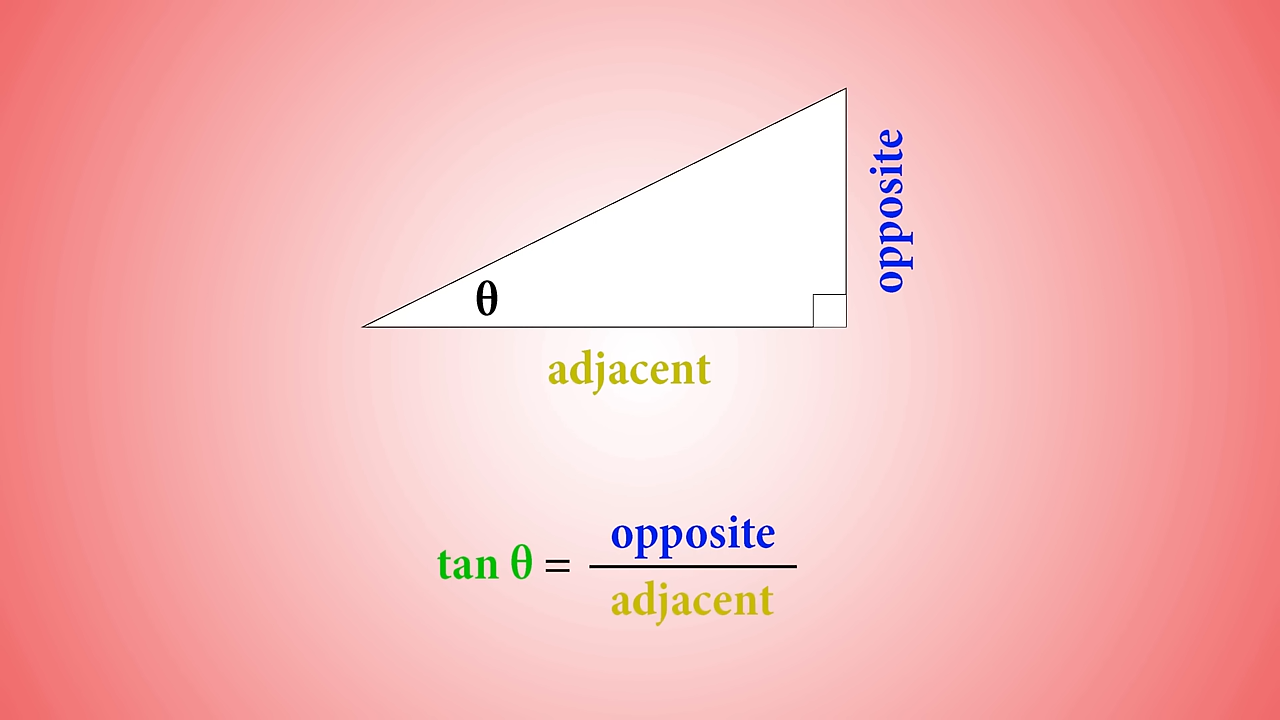 opposite
θ
adjacent
tan θ = opposite
adjacent